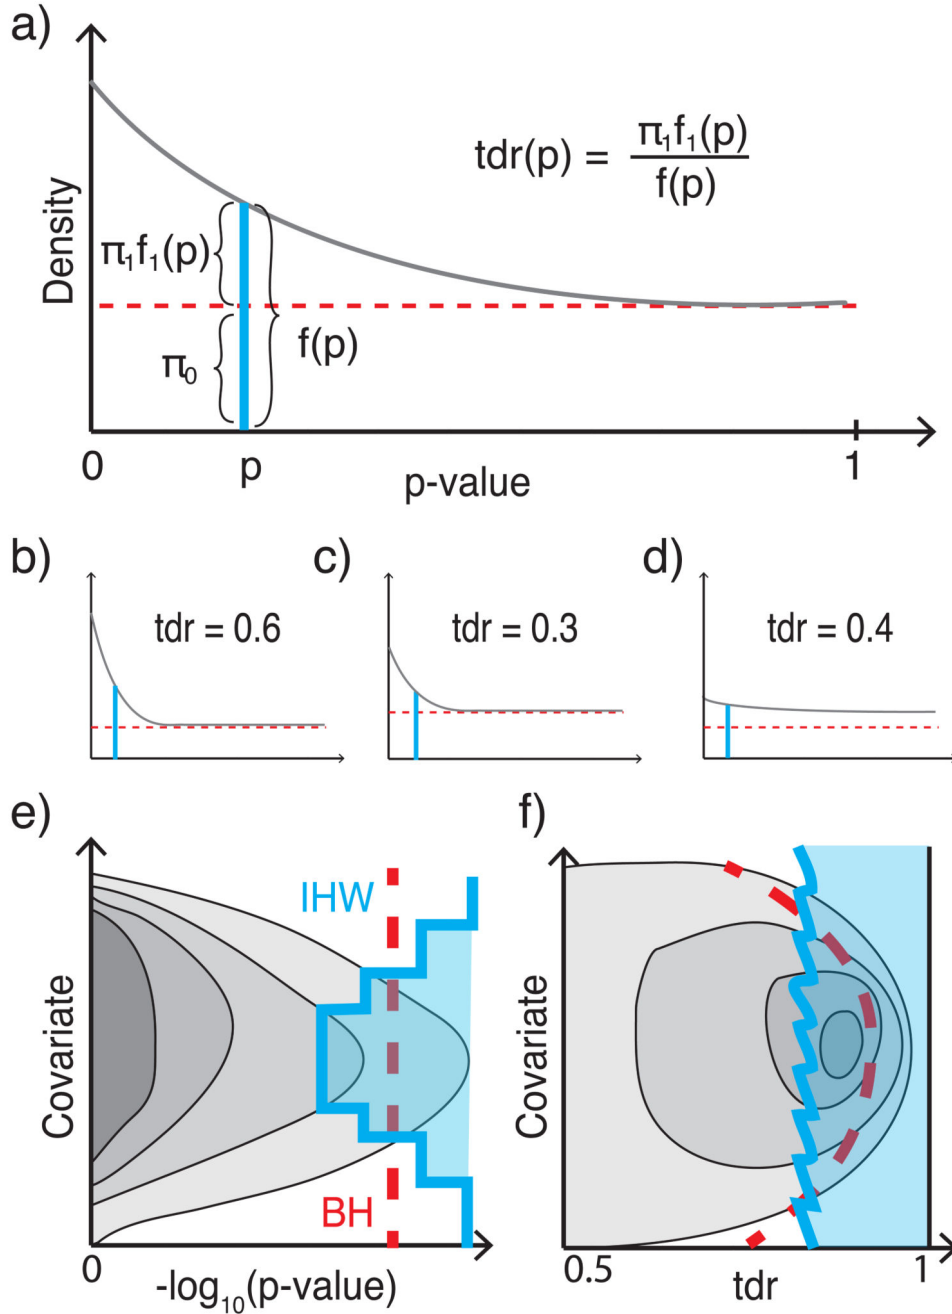 a)
Density
tdr(p) = π₁f₁(p)
f(p)
π₁f₁(p)
π₀
f(p)
0 p 1
p-value
b) c) d)
tdr = 0.6 tdr = 0.3 tdr = 0.4
e) f)
IHW
Covariate
BH
0
-log₁₀(p-value)
Covariate
0.5 1
tdr